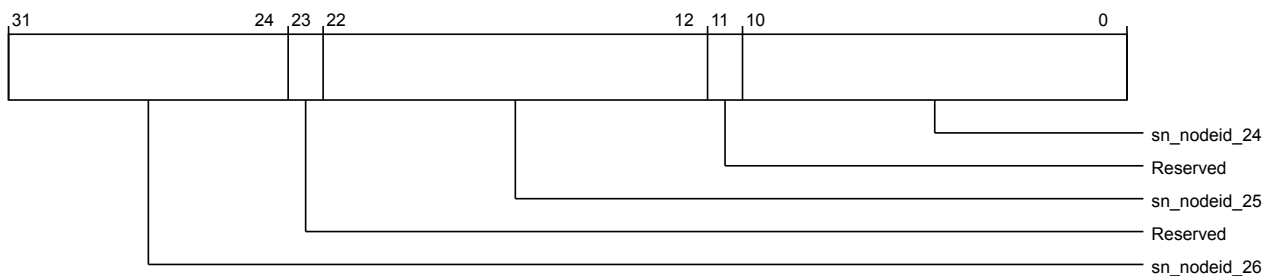 31 24 23 22 12 11 10 0
sn_nodeid_24
Reserved
sn_nodeid_25
Reserved
sn_nodeid_26